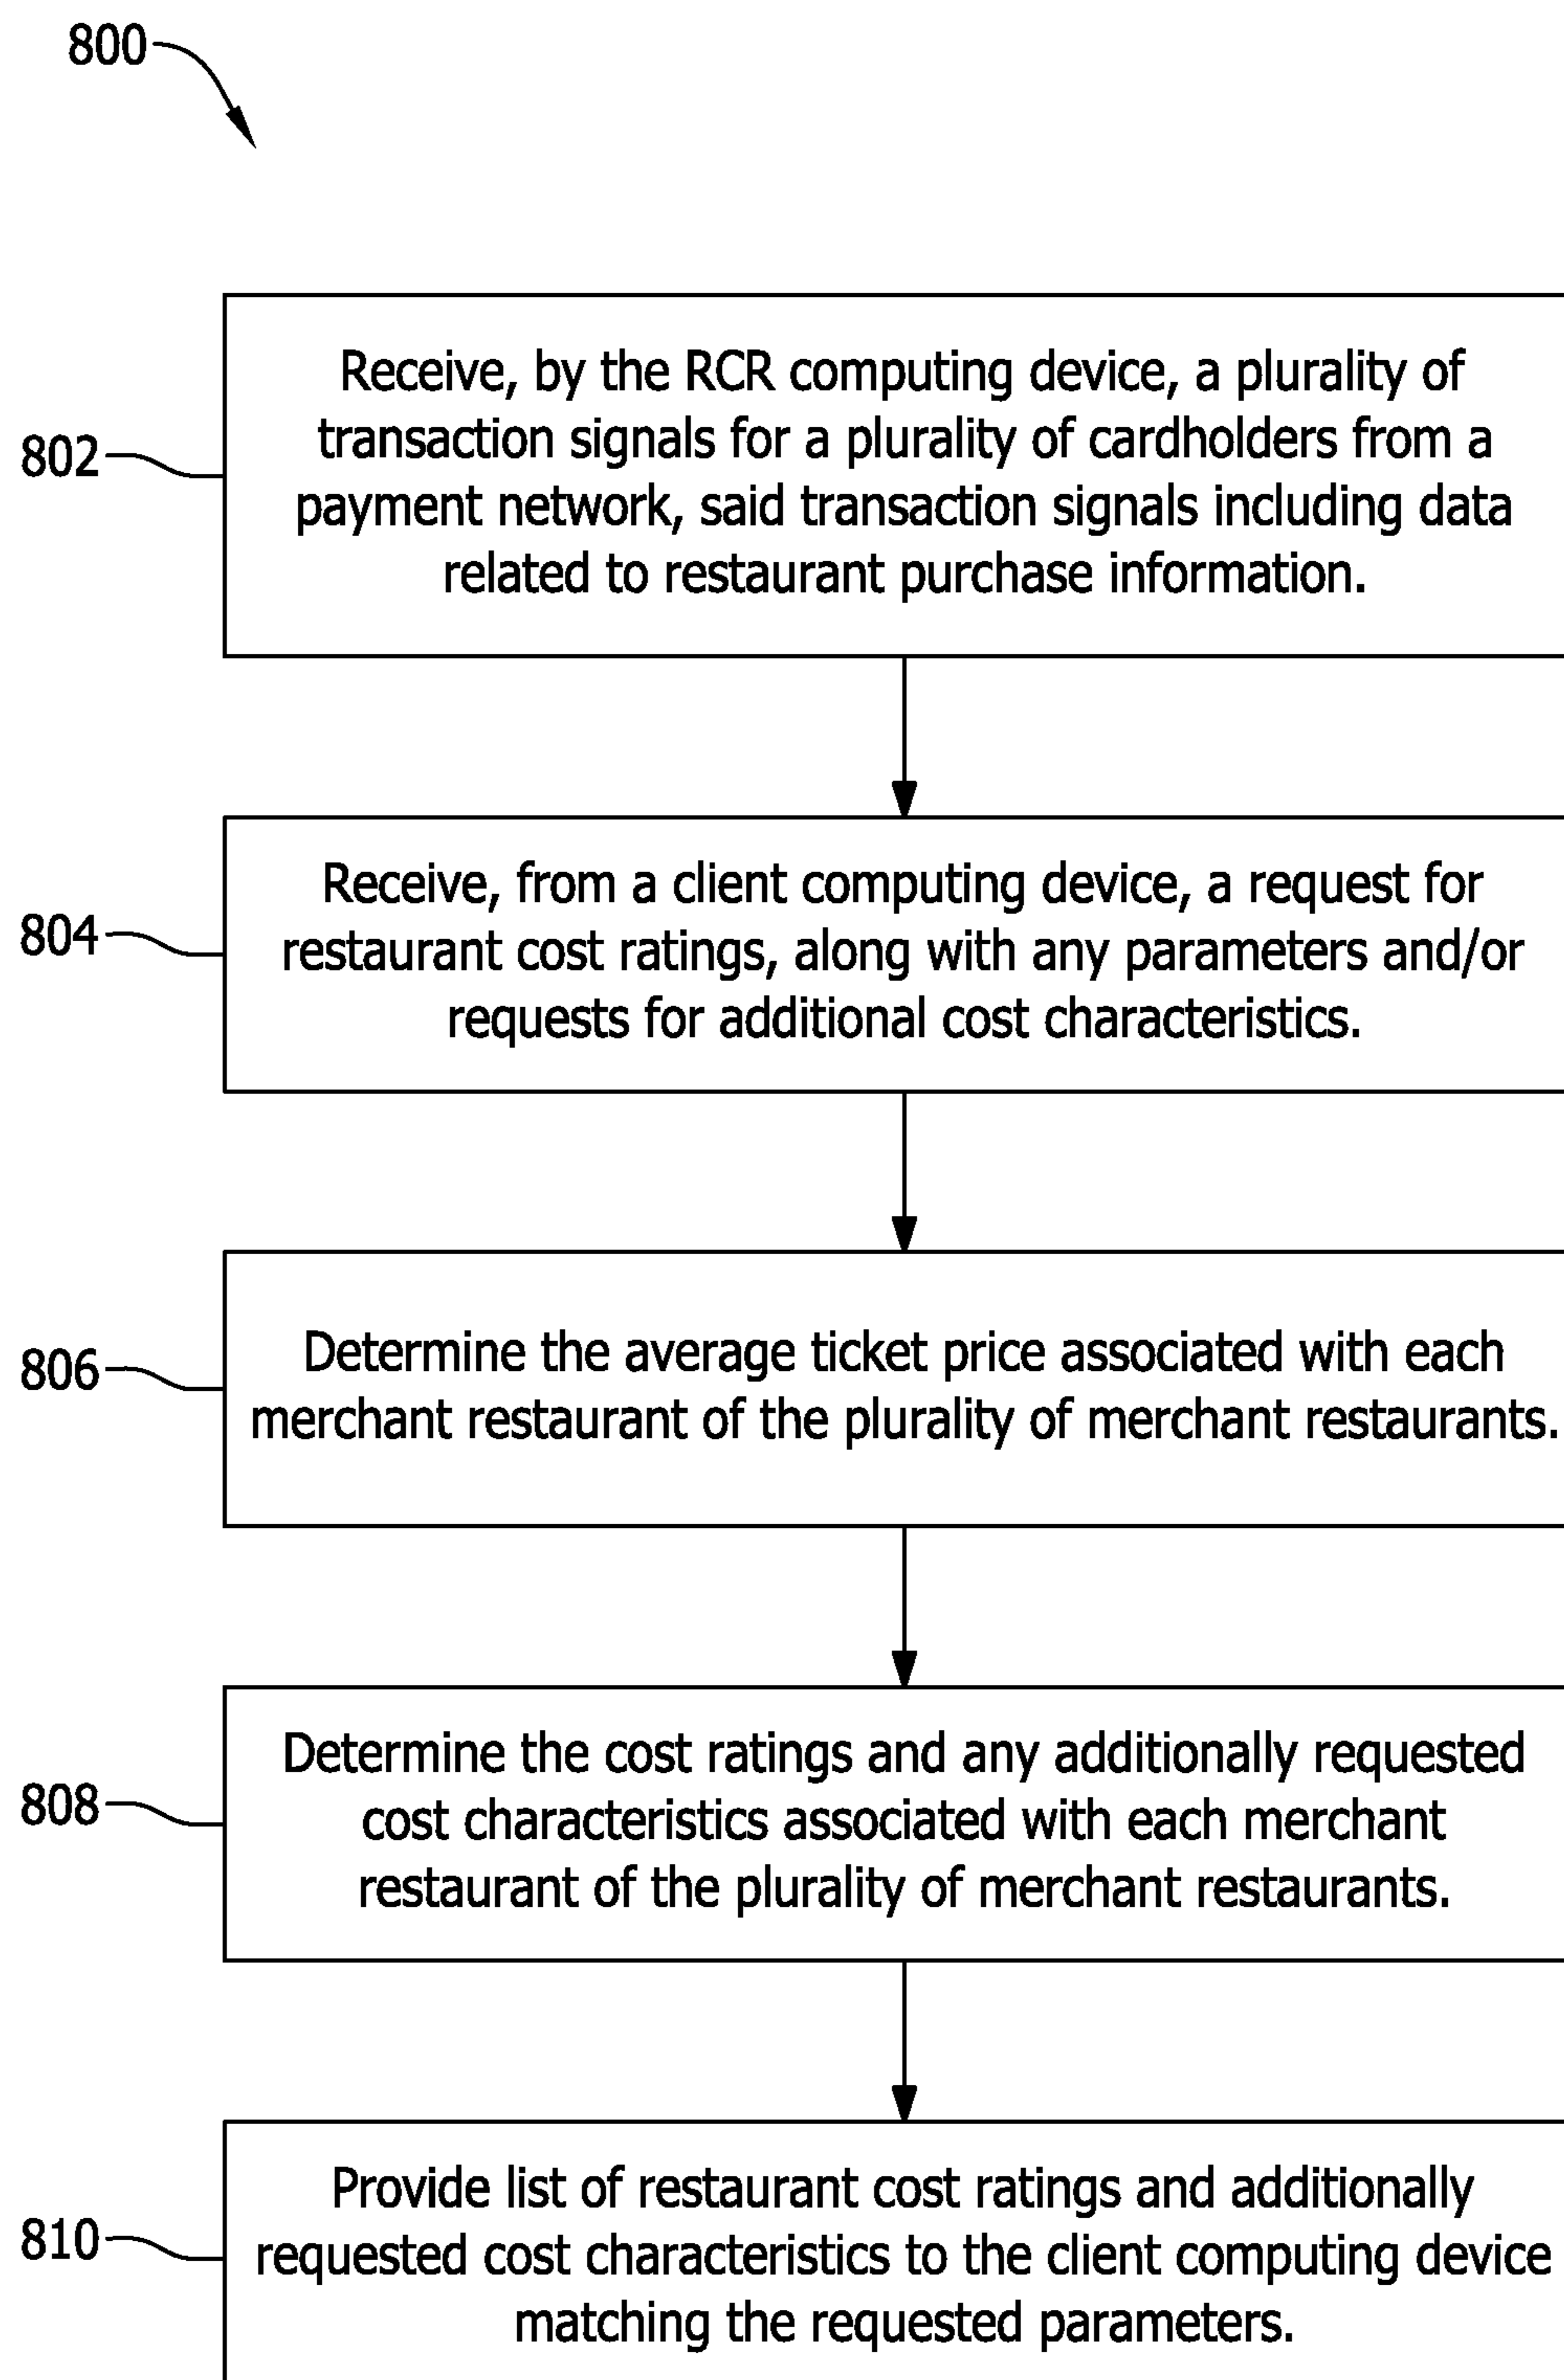 800
802
Receive, by the RCR computing device, a plurality of
transaction signals for a plurality of cardholders from a
payment network, said transaction signals including data
related to restaurant purchase information.
804
Receive, from a client computing device, a request for
restaurant cost ratings, along with any parameters and/or
requests for additional cost characteristics.
806
Determine the average ticket price associated with each
merchant restaurant of the plurality of merchant restaurants.
808
Determine the cost ratings and any additionally requested
cost characteristics associated with each merchant
restaurant of the plurality of merchant restaurants.
810
Provide list of restaurant cost ratings and additionally
requested cost characteristics to the client computing device
matching the requested parameters.